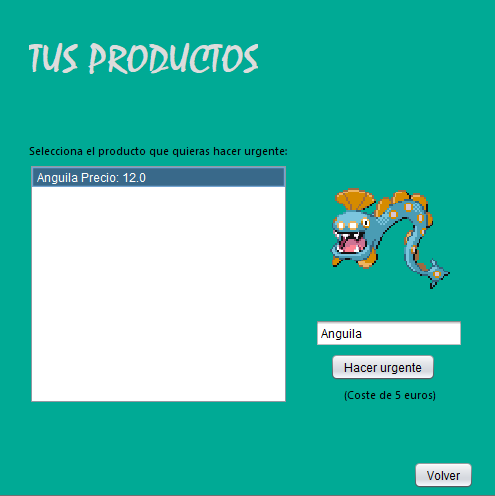 TUS PRODUCTOS
Selecciona el producto que quieras hacer urgente:
Anguila Precio: 12.0
Anguila
Hacer urgente
(Coste de 5 euros)
Volver